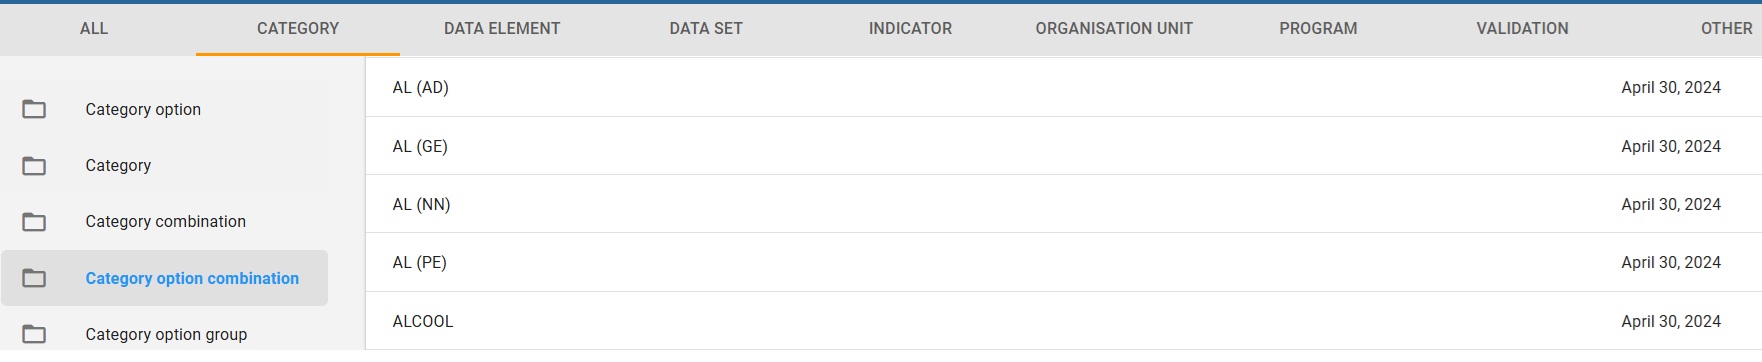 ALL CATEGORY DATA ELEMENT DATA SET INDICATOR ORGANISATION UNIT PROGRAM VALIDATION OTHER
Category option
Category
Category combination
Category option combination
Category option group
AL (AD) April 30, 2024
AL (GE) April 30, 2024
AL (NN) April 30, 2024
AL (PE) April 30, 2024
ALCOOL April 30, 2024